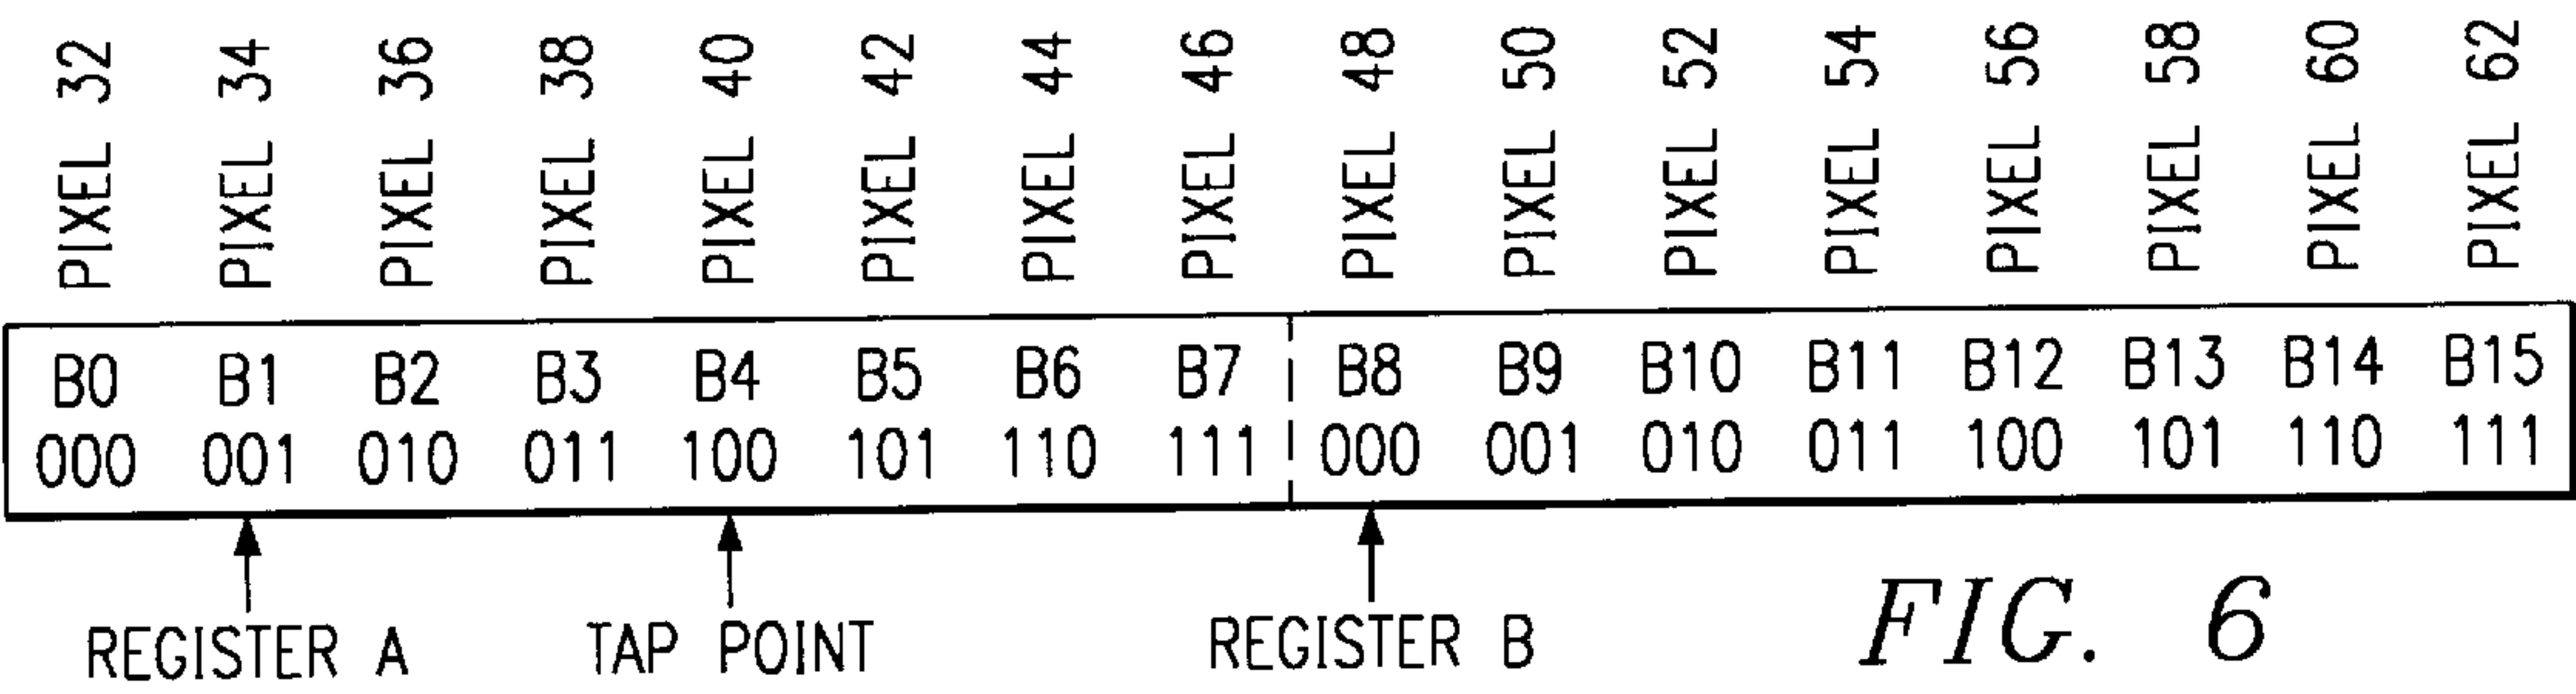 PIXEL 32 PIXEL 34 PIXEL 36 PIXEL 38 PIXEL 40 PIXEL 42 PIXEL 44 PIXEL 46 PIXEL 48 PIXEL 50 PIXEL 52 PIXEL 54 PIXEL 56 PIXEL 58 PIXEL 60 PIXEL 62
B0 B1 B2 B3 B4 B5 B6 B7 B8 B9 B10 B11 B12 B13 B14 B15
000 001 010 011 100 101 110 111 000 001 010 011 100 101 110 111
REGISTER A TAP POINT REGISTER B
FIG. 6